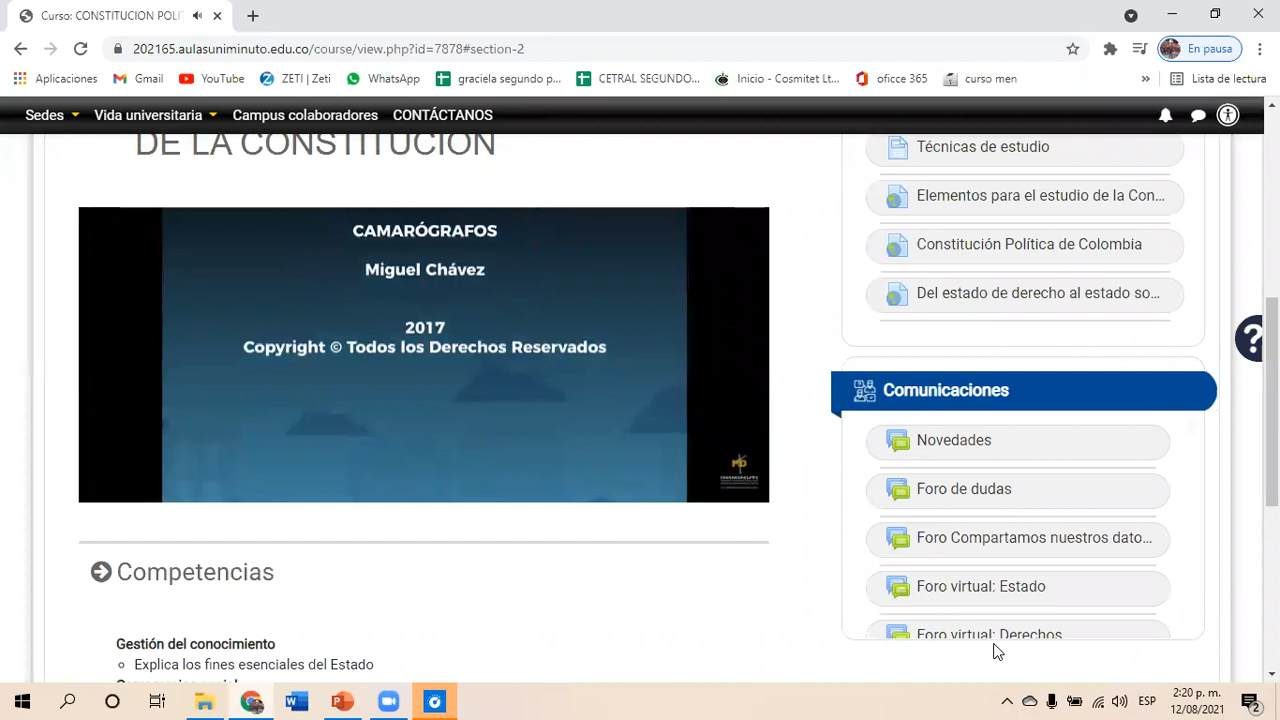 Curso: CONSTITUCION POLIT
202165.aulasuniminuto.edu.co/course/view.php?id=7878#section-2
En pausa
Aplicaciones
Gmail
YouTube
ZETI | Zeti
WhatsApp
graciela segundo p...
CETRAL SEGUNDO...
Inicio - Cosmitet Lt...
oficce 365
curso men
»
Lista de lectura
Sedes
Vida universitaria
Campus colaboradores
CONTÁCTANOS
DE LA CONSTITUCIÓN
CAMARÓGRAFOS
Miguel Chávez
2017
Copyright © Todos los Derechos Reservados
MD
UNIMINUTO
Competencias
Gestión del conocimiento
Explica los fines esenciales del Estado
Técnicas de estudio
Elementos para el estudio de la Con...
Constitución Política de Colombia
Del estado de derecho al estado so...
Comunicaciones
Novedades
Foro de dudas
Foro Compartamos nuestros dato...
Foro virtual: Estado
Foro virtual: Derechos
?
ESP
2:20 p. m.
12/08/2021
2